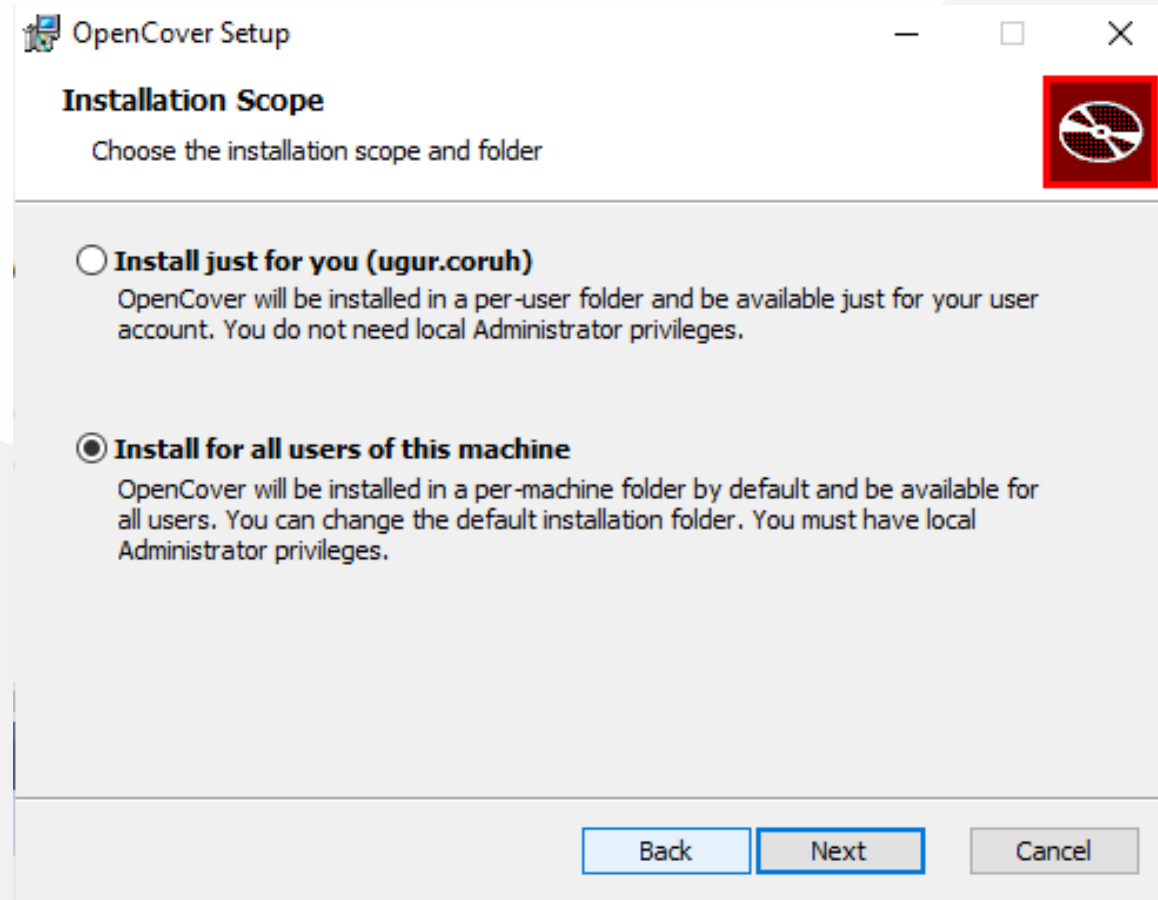 OpenCover Setup
Installation Scope
Choose the installation scope and folder
Install just for you (ugur.coruh)
OpenCover will be installed in a per-user folder and be available just for your user
account. You do not need local Administrator privileges.
Install for all users of this machine
OpenCover will be installed in a per-machine folder by default and be available for
all users. You can change the default installation folder. You must have local
Administrator privileges.
Back Next Cancel